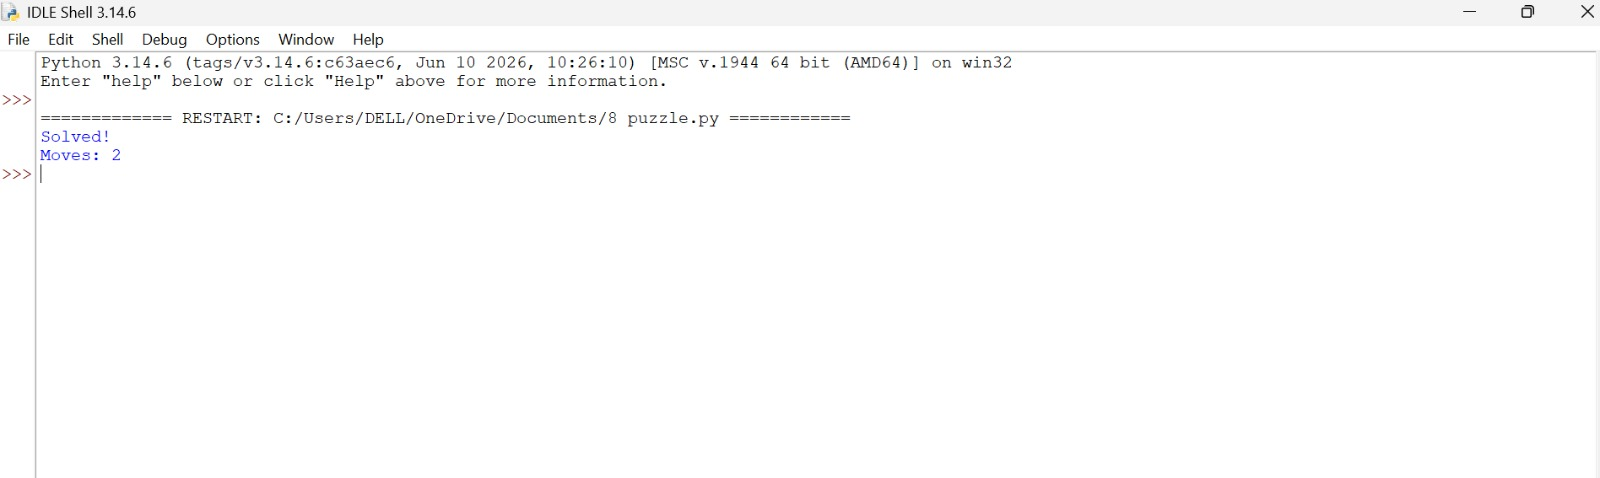 IDLE Shell 3.14.6
File Edit Shell Debug Options Window Help
Python 3.14.6 (tags/v3.14.6:c63aec6, Jun 10 2026, 10:26:10) [MSC v.1944 64 bit (AMD64)] on win32
Enter "help" below or click "Help" above for more information.
>>>
============= RESTART: C:/Users/DELL/OneDrive/Documents/8 puzzle.py ============
Solved!
Moves: 2
>>>